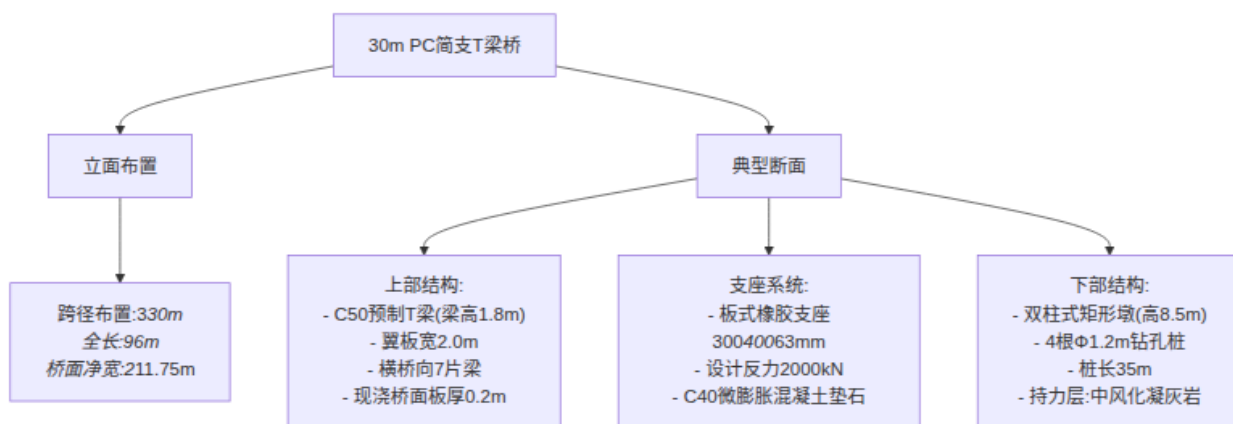 30m PC简支T梁桥
立面布置
典型断面
跨径布置:330m
全长:96m
桥面净宽:211.75m
上部结构:
- C50预制T梁(梁高1.8m)
- 翼板宽2.0m
- 横桥向7片梁
- 现浇桥面板厚0.2m
支座系统:
- 板式橡胶支座
30040063mm
- 设计反力2000kN
- C40微膨胀混凝土垫石
下部结构:
- 双柱式矩形墩(高8.5m)
- 4根Φ1.2m钻孔桩
- 桩长35m
- 持力层:中风化凝灰岩